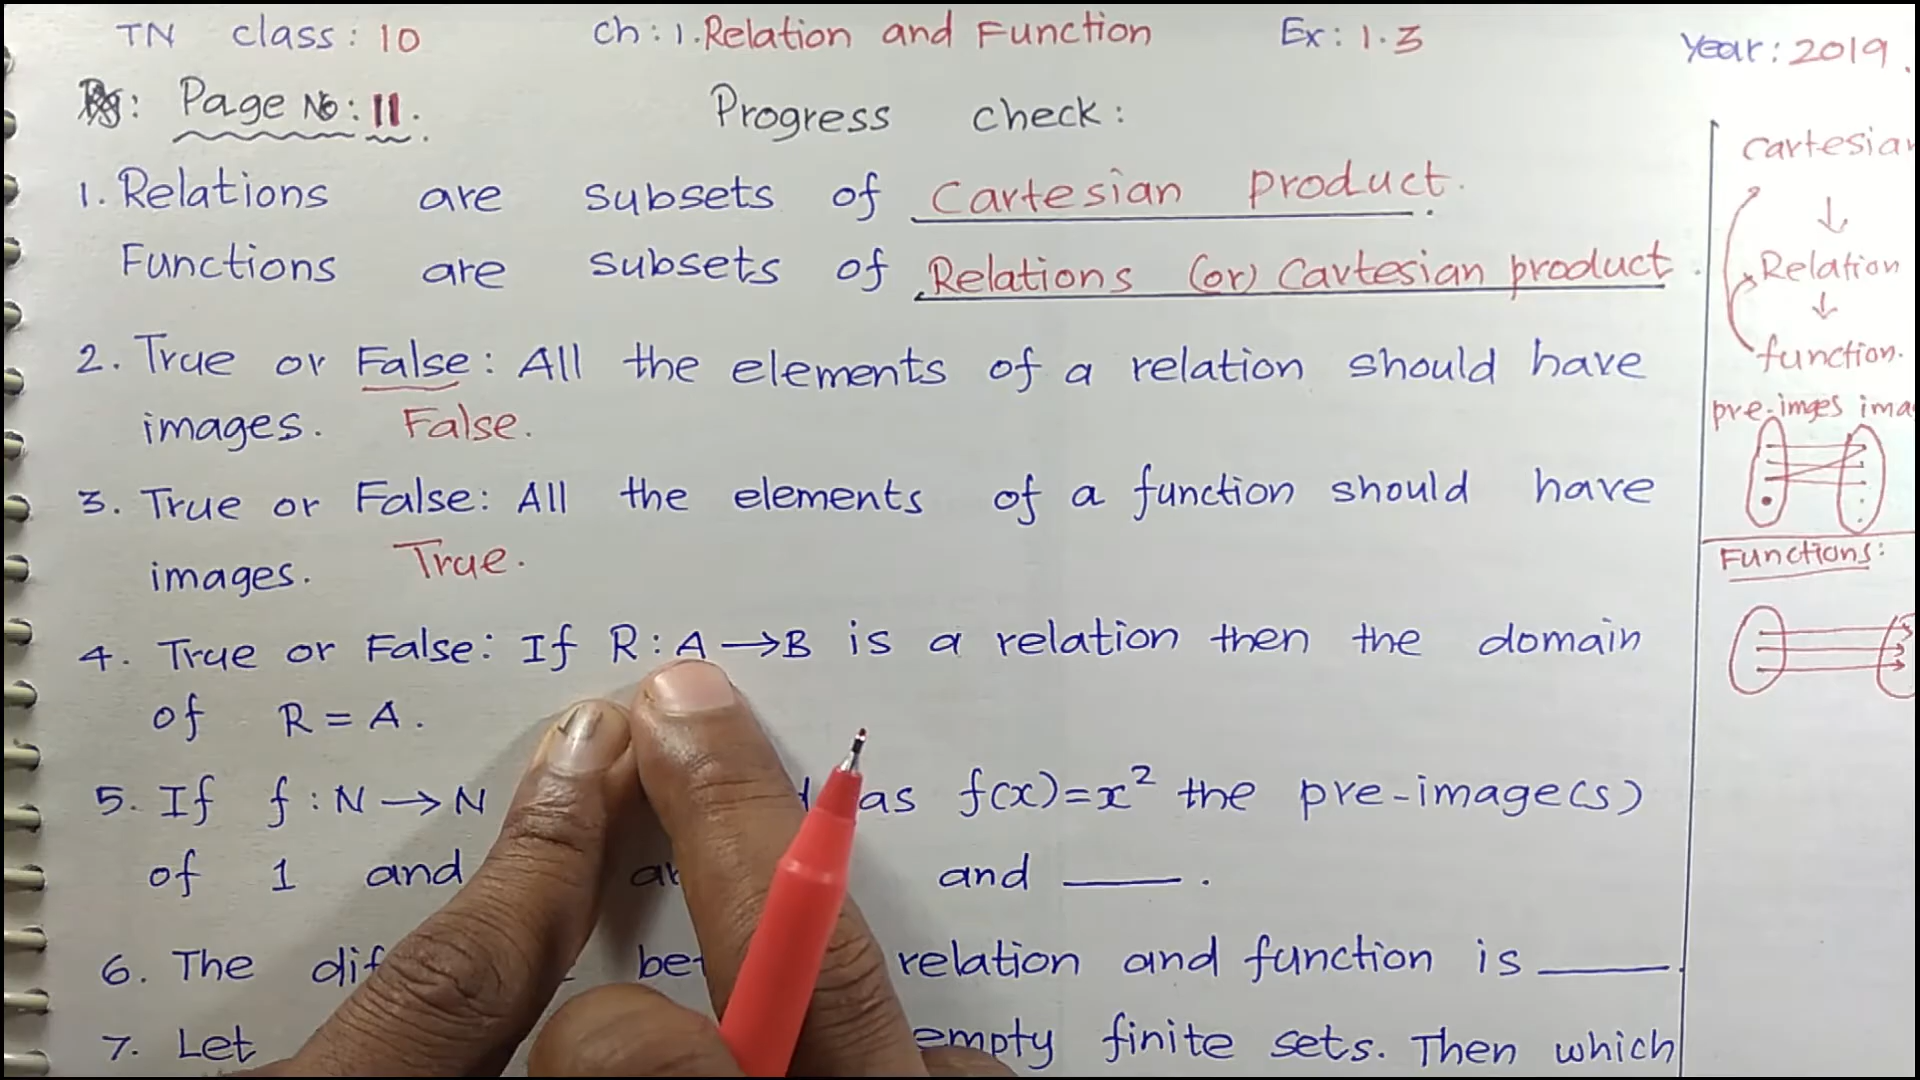 TN class: 10 Ch: 1. Relation and Function Ex: 1.3 Year: 2019.
Page No: 11. Progress check:
1. Relations are subsets of Cartesian product.
Functions are subsets of Relations (or) Cartesian product.
2. True or False: All the elements of a relation should have
images. False.
3. True or False: All the elements of a function should have
images. True.
4. True or False: If R: A → B is a relation then the domain
of R = A.
5. If f: N → N as f(x) = x² the pre-image(s)
of 1 and and ____.
6. The relation and function is ____.
7. Let empty finite sets. Then which
Cartesian
↓
Relation
↓
function.
pre-imges
Functions: